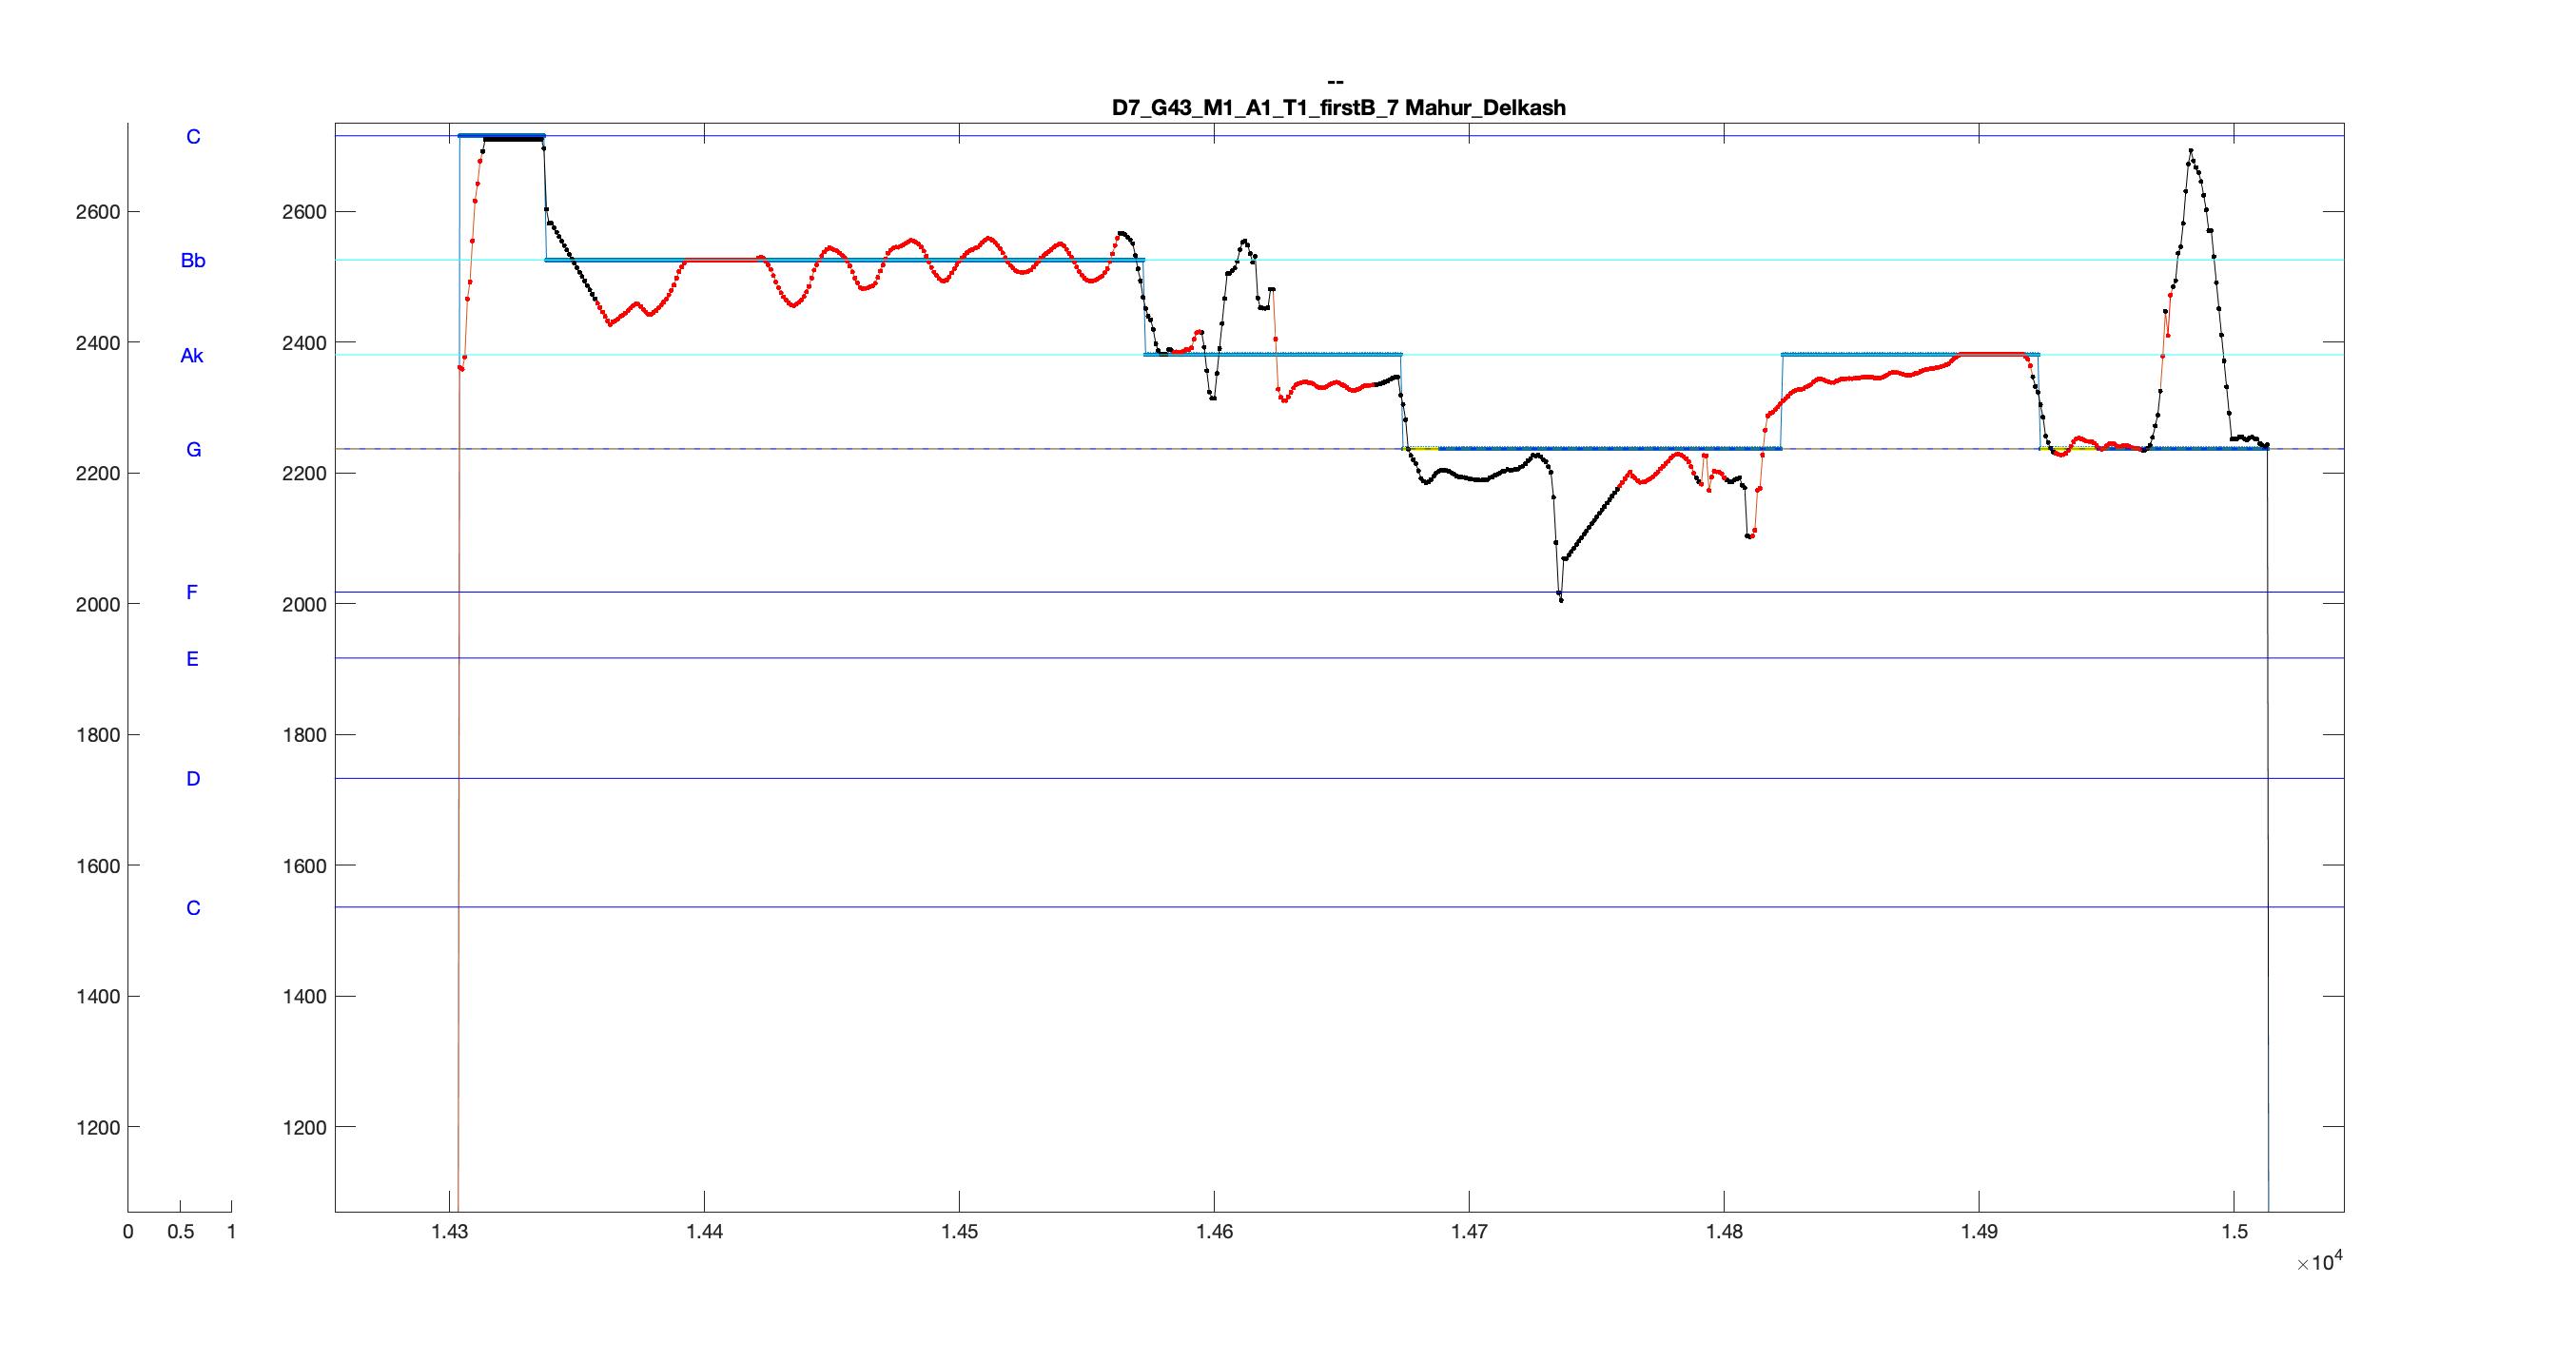 --
D7_G43_M1_A1_T1_firstB_7 Mahur_Delkash
C
2600 2600
Bb
2400 2400
Ak
G
2200 2200
F
2000 2000
E
1800 1800
D
1600 1600
C
1400 1400
1200 1200
0 0.5 1 1.43 1.44 1.45 1.46 1.47 1.48 1.49 1.5
×10⁴